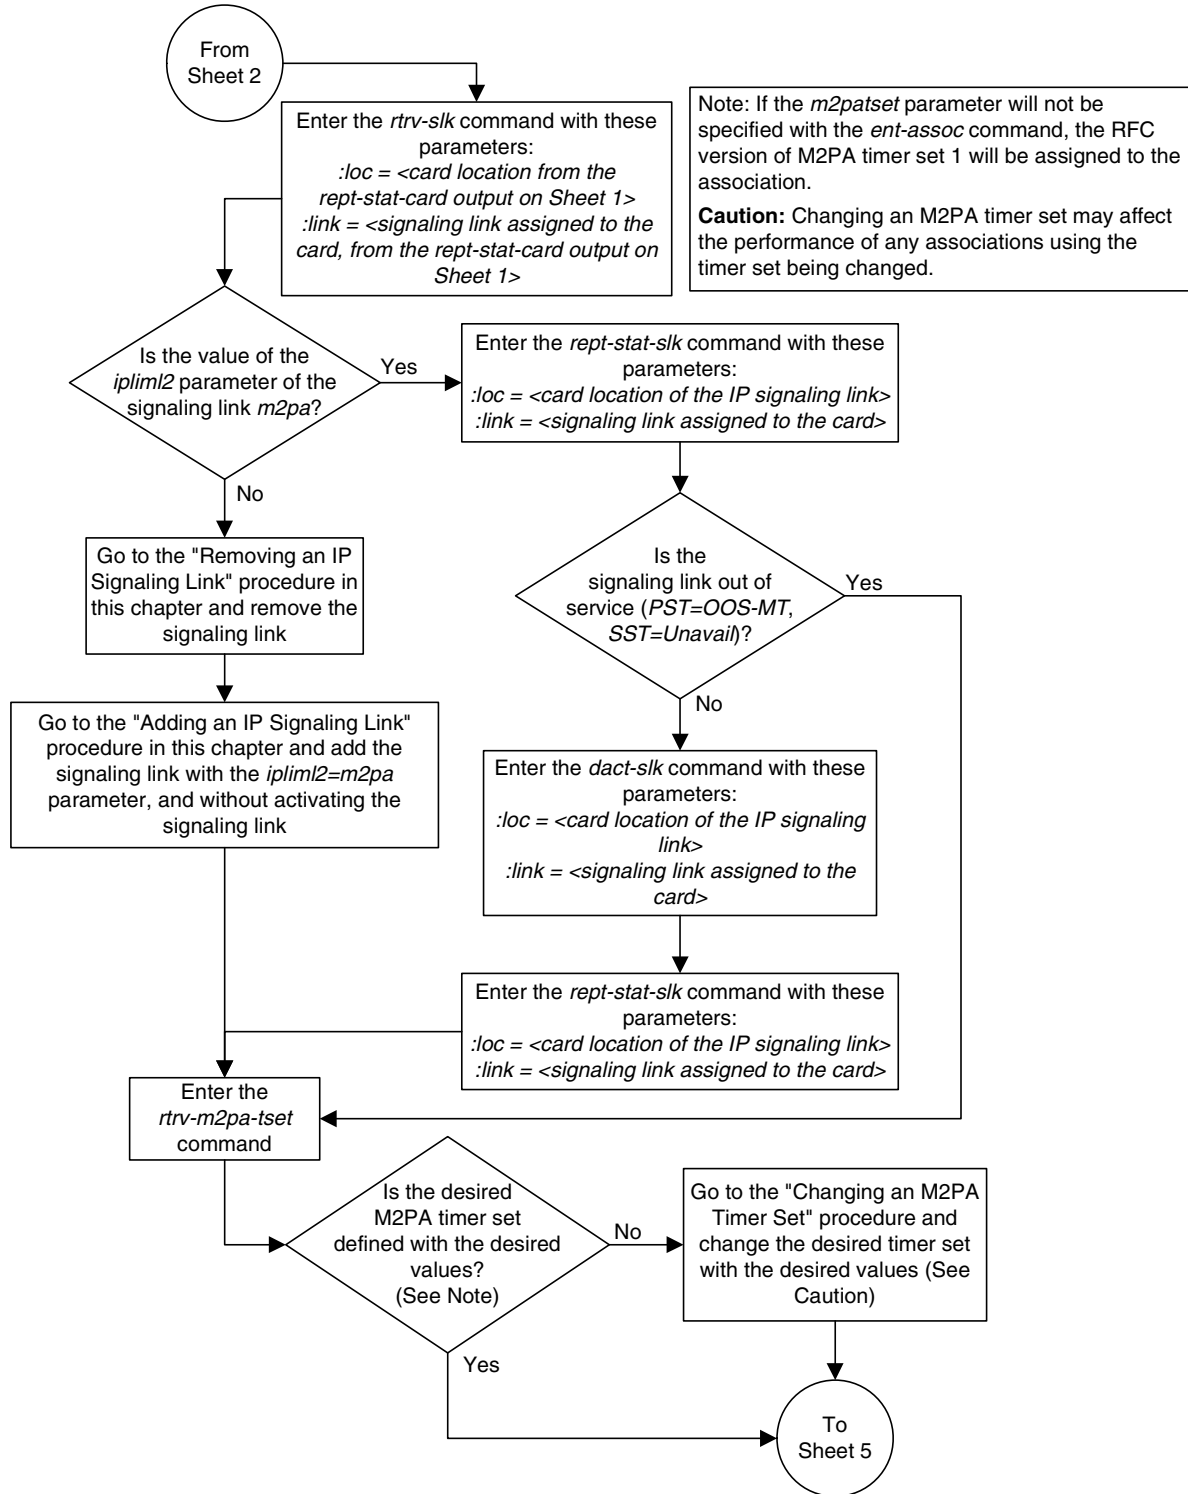 From
Sheet 2
Enter the rtrv-slk command with these
parameters:
:loc = <card location from the
rept-stat-card output on Sheet 1>
:link = <signaling link assigned to the
card, from the rept-stat-card output on
Sheet 1>
Note: If the m2patset parameter will not be
specified with the ent-assoc command, the RFC
version of M2PA timer set 1 will be assigned to the
association.
Caution: Changing an M2PA timer set may affect
the performance of any associations using the
timer set being changed.
Is the value of the
ipliml2 parameter of the
signaling link m2pa?
Yes
No
Enter the rept-stat-slk command with these
parameters:
:loc = <card location of the IP signaling link>
:link = <signaling link assigned to the card>
Go to the "Removing an IP
Signaling Link" procedure in
this chapter and remove the
signaling link
Is the
signaling link out of
service (PST=OOS-MT,
SST=Unavail)?
Yes
No
Go to the "Adding an IP Signaling Link"
procedure in this chapter and add the
signaling link with the ipliml2=m2pa
parameter, and without activating the
signaling link
Enter the dact-slk command with these
parameters:
:loc = <card location of the IP signaling
link>
:link = <signaling link assigned to the
card>
Enter the rept-stat-slk command with these
parameters:
:loc = <card location of the IP signaling link>
:link = <signaling link assigned to the card>
Enter the
rtrv-m2pa-tset
command
Is the desired
M2PA timer set
defined with the desired
values?
(See Note)
No
Yes
Go to the "Changing an M2PA
Timer Set" procedure and
change the desired timer set
with the desired values (See
Caution)
To
Sheet 5